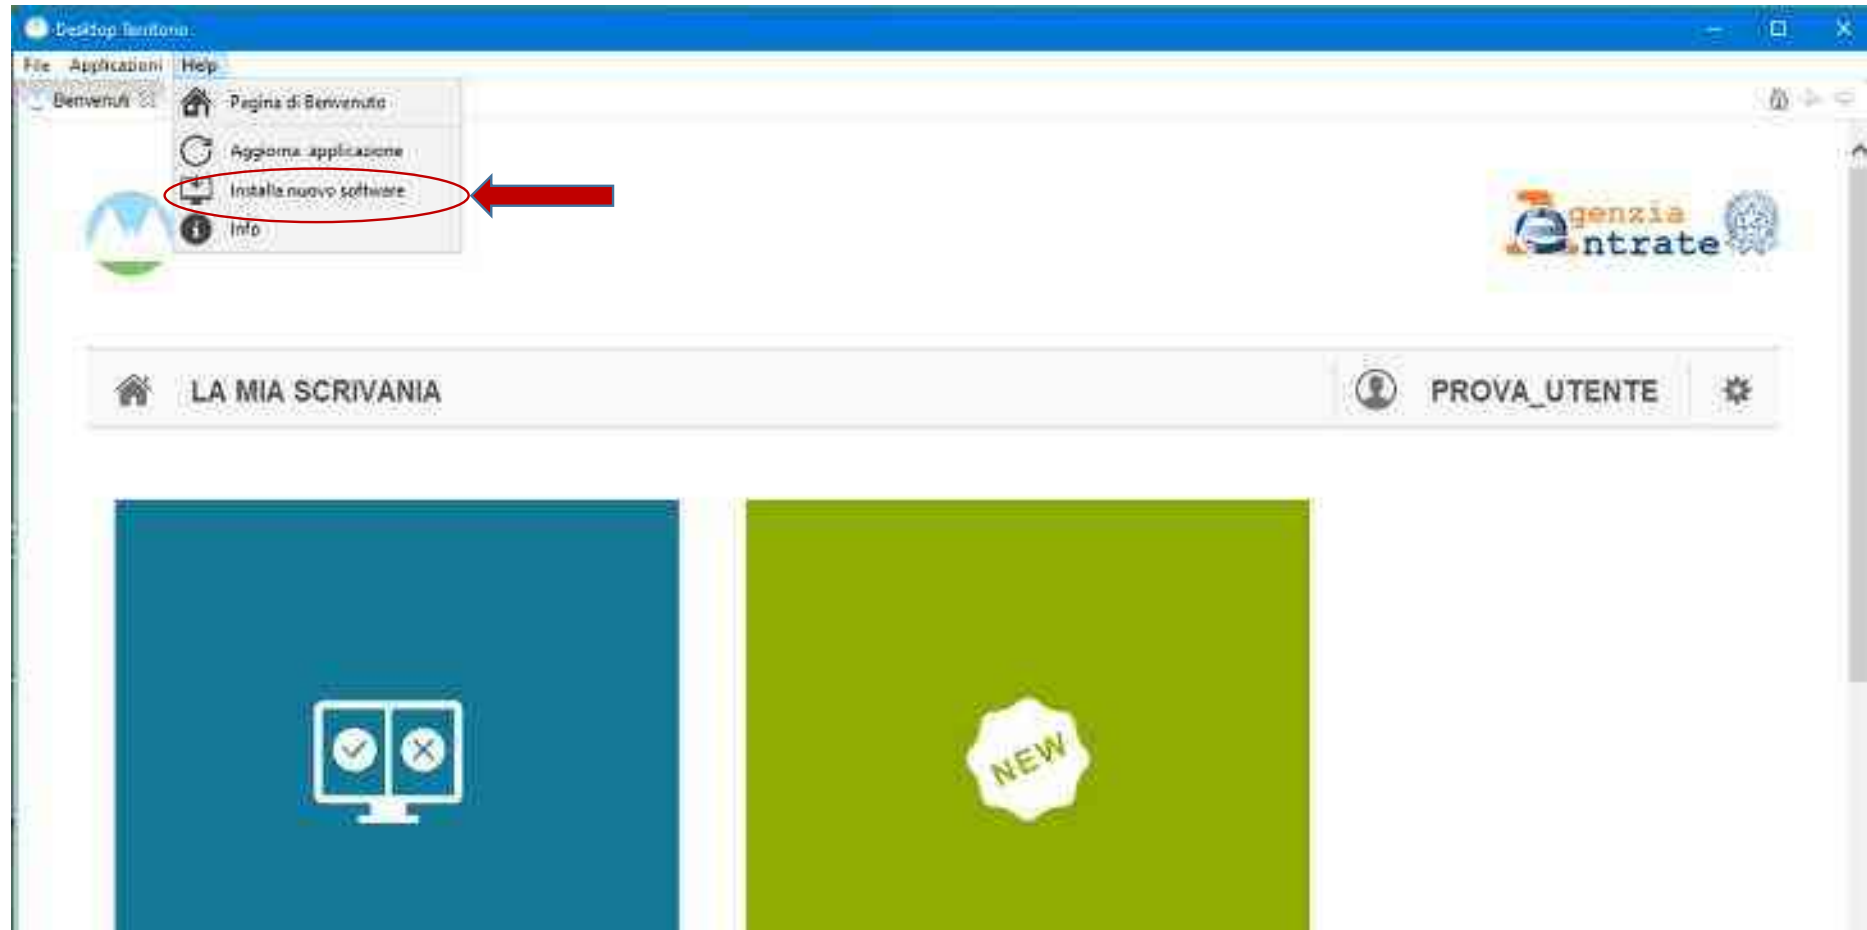 Desktop Territorio
File Applicazioni Help
Benvenuti
Pagina di Benvenuto
Aggiorna applicazione
Installa nuovo software
Info
genzia
ntrate
LA MIA SCRIVANIA
PROVA_UTENTE
NEW